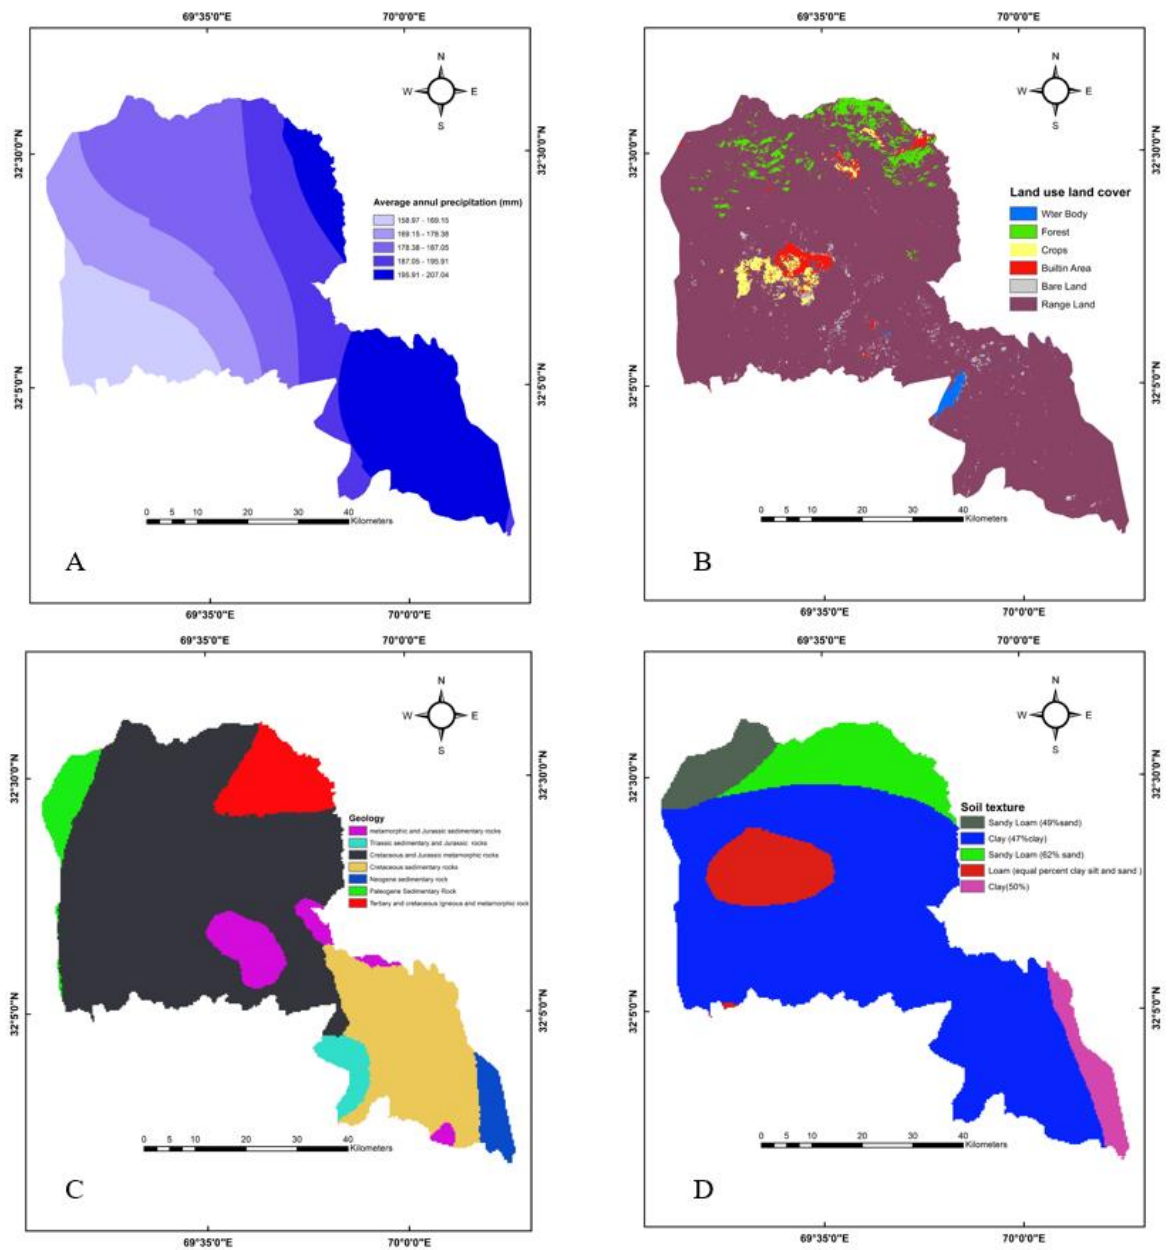 69°35'0"E 70°0'0"E 69°35'0"E 70°0'0"E
N
W E
S
N
W E
S
32°30'0"N 32°30'0"N 32°30'0"N 32°30'0"N
Average annul precipitation (mm)
158.97 - 169.15
169.15 - 178.38
178.38 - 187.05
187.05 - 195.91
195.91 - 207.04
Land use land cover
Wter Body
Forest
Crops
Builtin Area
Bare Land
Range Land
32°5'0"N 32°5'0"N 32°5'0"N 32°5'0"N
0 5 10 20 30 40
Kilometers
0 5 10 20 30 40
Kilometers
A
B
69°35'0"E 70°0'0"E 69°35'0"E 70°0'0"E
69°35'0"E 70°0'0"E 69°35'0"E 70°0'0"E
N
W E
S
N
W E
S
32°30'0"N 32°30'0"N 32°30'0"N 32°30'0"N
Geology
metamorphic and Jurassic sedimentary rocks
Triassic sedimentary and Jurassic rocks
Cretaceous and Jurassic metamorphic rocks
Cretaceous sedimentary rocks
Neogene sedimentary rock
Paleogene Sedimentary Rock
Tertiary and cretaceous Igneous and metamorphic rock
Soil texture
Sandy Loam (49%sand)
Clay (47%clay)
Sandy Loam (62% sand)
Loam (equal percent clay silt and sand )
Clay(50%)
32°5'0"N 32°5'0"N 32°5'0"N 32°5'0"N
0 5 10 20 30 40
Kilometers
0 5 10 20 30 40
Kilometers
C
D
69°35'0"E 70°0'0"E 69°35'0"E 70°0'0"E